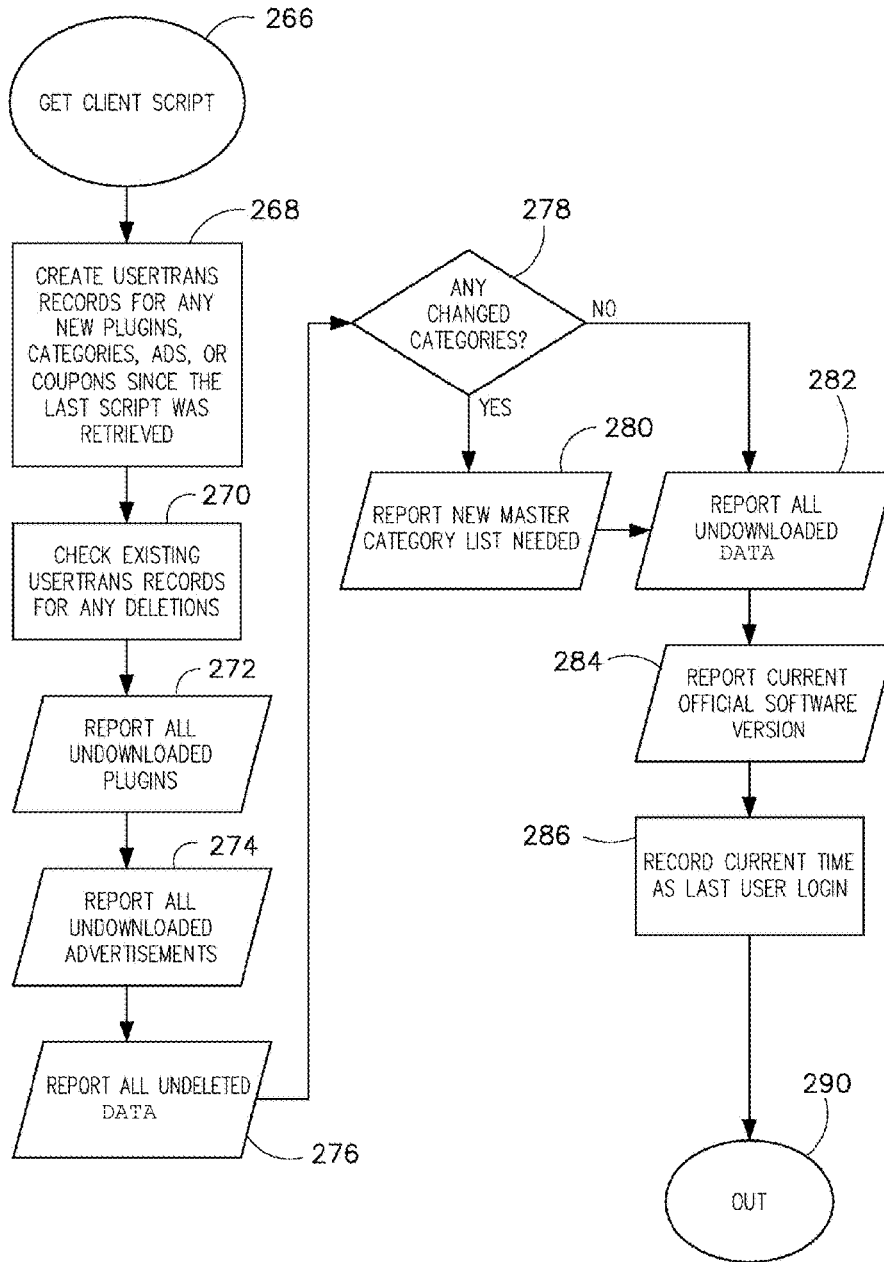 266
GET CLIENT SCRIPT
268
CREATE USERTRANS
RECORDS FOR ANY
NEW PLUGINS,
CATEGORIES, ADS, OR
COUPONS SINCE THE
LAST SCRIPT WAS
RETRIEVED
270
CHECK EXISTING
USERTRANS RECORDS
FOR ANY DELETIONS
272
REPORT ALL
UNDOWNLOADED
PLUGINS
274
REPORT ALL
UNDOWNLOADED
ADVERTISEMENTS
REPORT ALL UNDELETED
DATA
276
278
ANY
CHANGED
CATEGORIES?
NO
YES
280
REPORT NEW MASTER
CATEGORY LIST NEEDED
282
REPORT ALL
UNDOWNLOADED
DATA
284
REPORT CURRENT
OFFICIAL SOFTWARE
VERSION
286
RECORD CURRENT TIME
AS LAST USER LOGIN
290
OUT